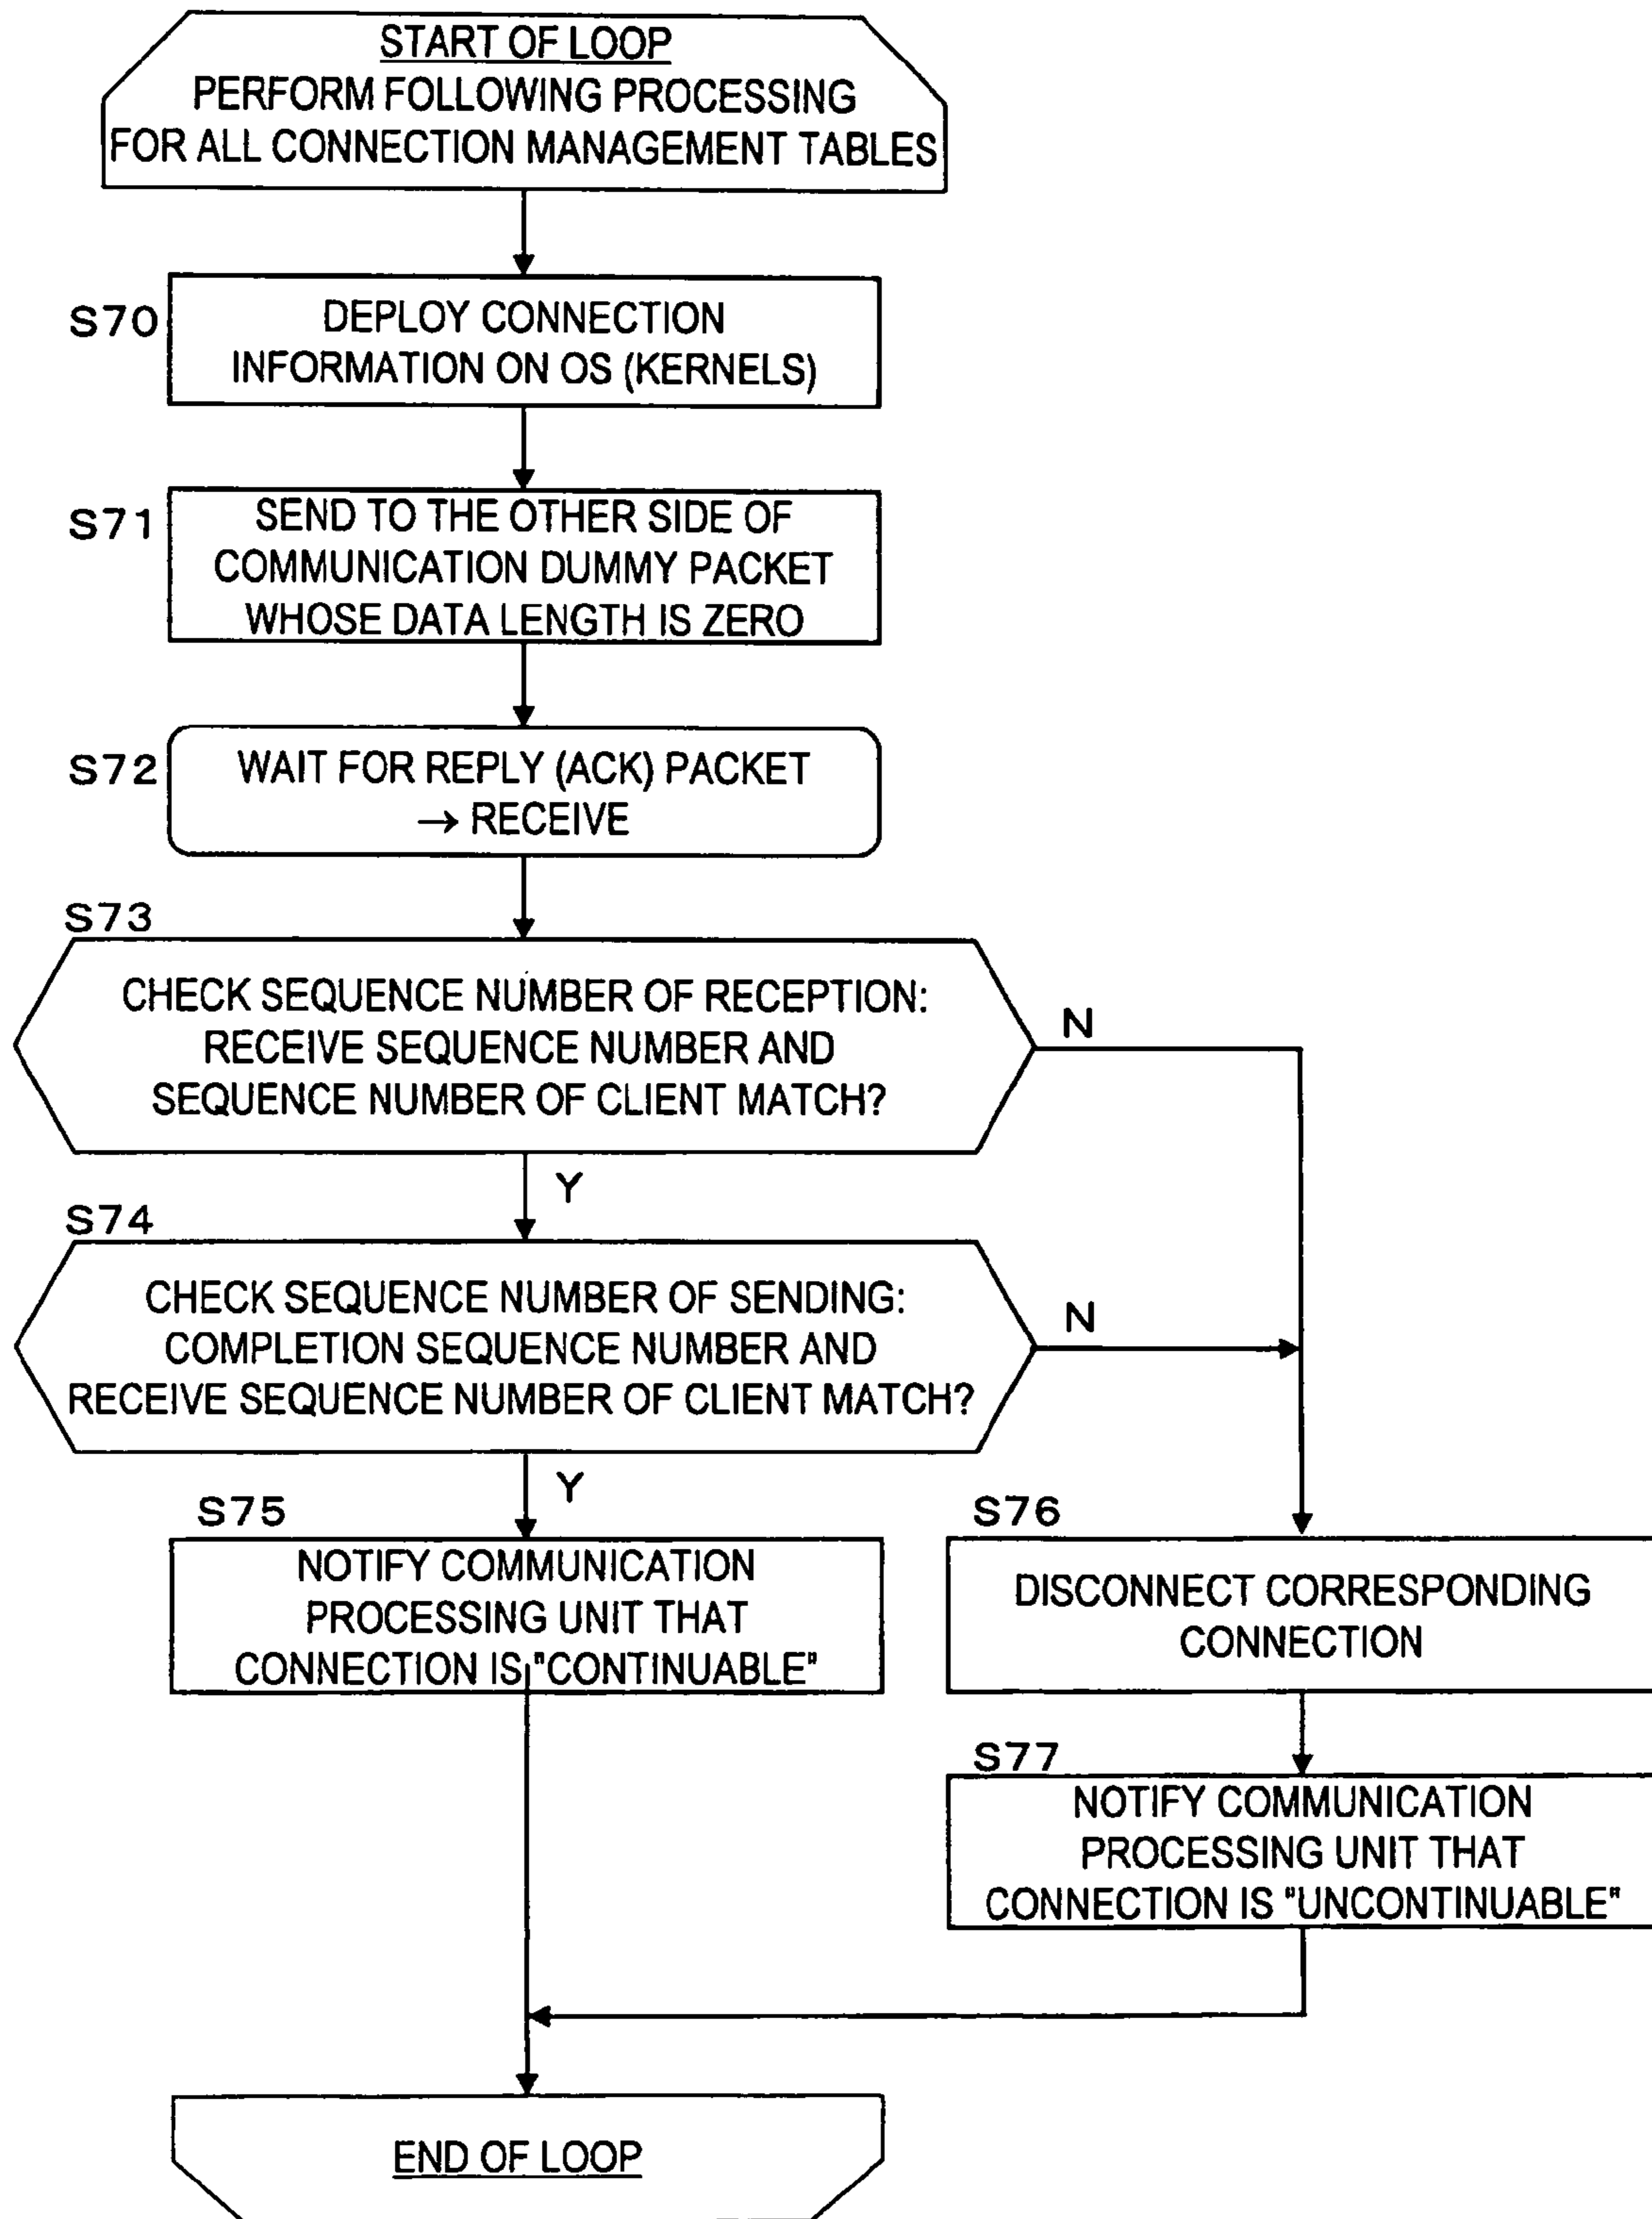 START OF LOOP
PERFORM FOLLOWING PROCESSING
FOR ALL CONNECTION MANAGEMENT TABLES
S70
DEPLOY CONNECTION
INFORMATION ON OS (KERNELS)
S71
SEND TO THE OTHER SIDE OF
COMMUNICATION DUMMY PACKET
WHOSE DATA LENGTH IS ZERO
S72
WAIT FOR REPLY (ACK) PACKET
→ RECEIVE
S73
CHECK SEQUENCE NUMBER OF RECEPTION:
RECEIVE SEQUENCE NUMBER AND
SEQUENCE NUMBER OF CLIENT MATCH?
N
Y
S74
CHECK SEQUENCE NUMBER OF SENDING:
COMPLETION SEQUENCE NUMBER AND
RECEIVE SEQUENCE NUMBER OF CLIENT MATCH?
N
Y
S75
NOTIFY COMMUNICATION
PROCESSING UNIT THAT
CONNECTION IS "CONTINUABLE"
S76
DISCONNECT CORRESPONDING
CONNECTION
S77
NOTIFY COMMUNICATION
PROCESSING UNIT THAT
CONNECTION IS "UNCONTINUABLE"
END OF LOOP